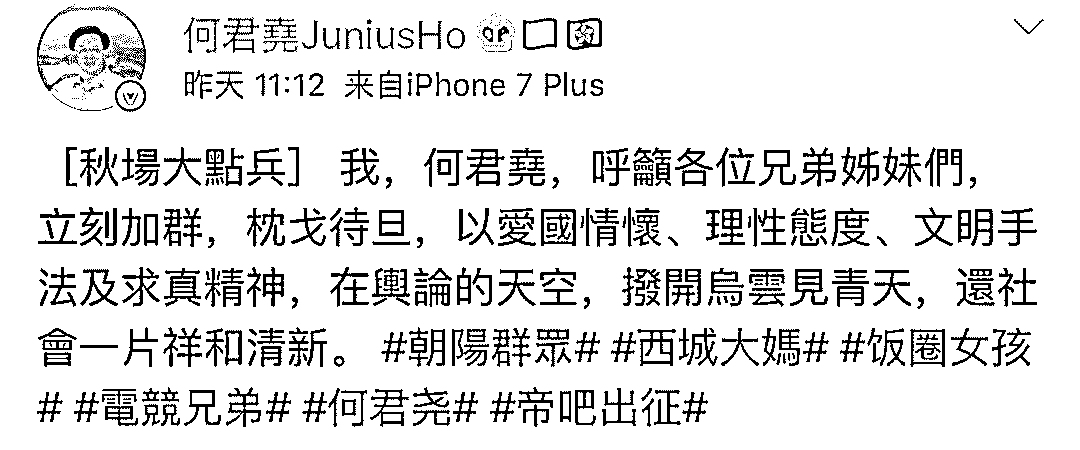 何君堯JuniusHo
昨天 11:12 来自iPhone 7 Plus
［秋場大點兵］ 我，何君堯，呼籲各位兄弟姊妹們，
立刻加群，枕戈待旦，以愛國情懷、理性態度、文明手
法及求真精神，在輿論的天空，撥開烏雲見青天，還社
會一片祥和清新。 #朝陽群眾# #西城大媽# #饭圈女孩
# #電競兄弟# #何君尧# #帝吧出征#